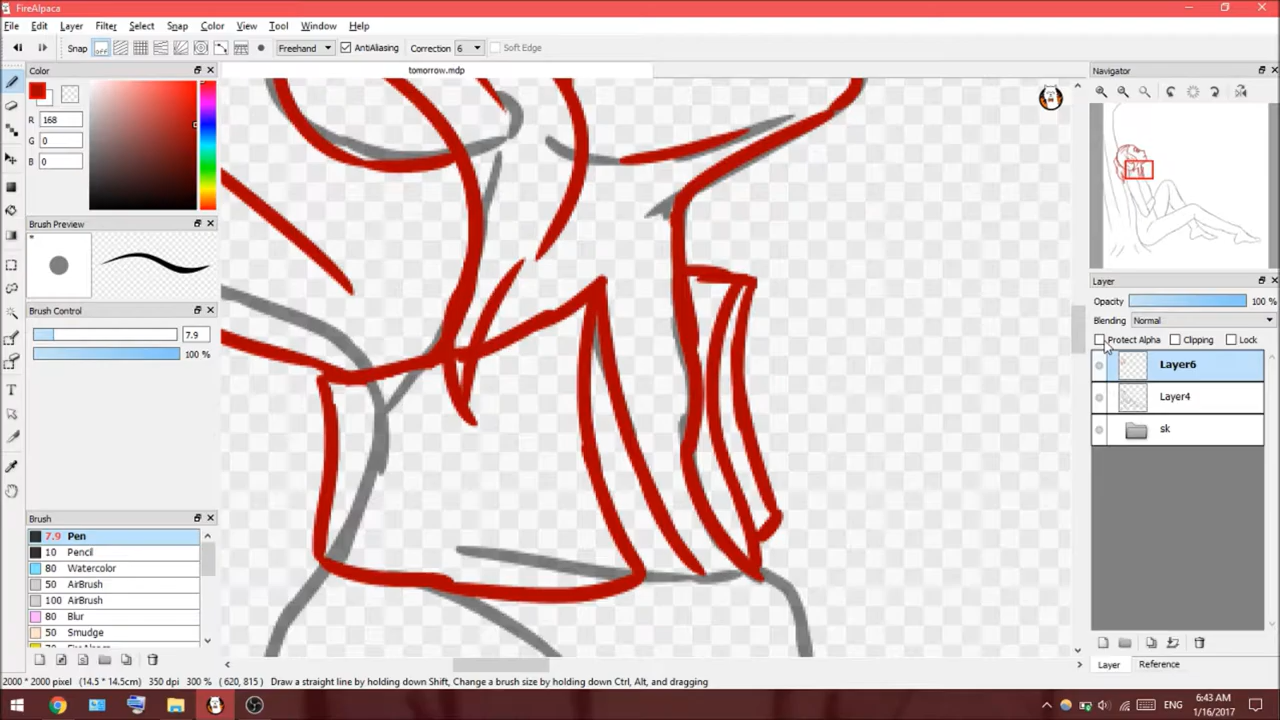 FireAlpaca
File Edit Layer Filter Select Snap Color View Tool Window Help
Snap off Freehand AntiAliasing Correction 6 Soft Edge
Color tomorrow.mdp Navigator
R 168
G 0
B 0
Brush Preview
*
Layer
Opacity 100 %
Brush Control
Blending Normal
7.9
Protect Alpha Clipping Lock
100 %
Layer6
Layer4
sk
Brush
7.9 Pen
10 Pencil
80 Watercolor
50 AirBrush
100 AirBrush
80 Blur
50 Smudge
Layer Reference
2000 * 2000 pixel (14.5 * 14.5cm) 350 dpi 300 % ( 620, 815 ) Draw a straight line by holding down Shift, Change a brush size by holding down Ctrl, Alt, and dragging
ENG
6:43 AM
1/16/2017